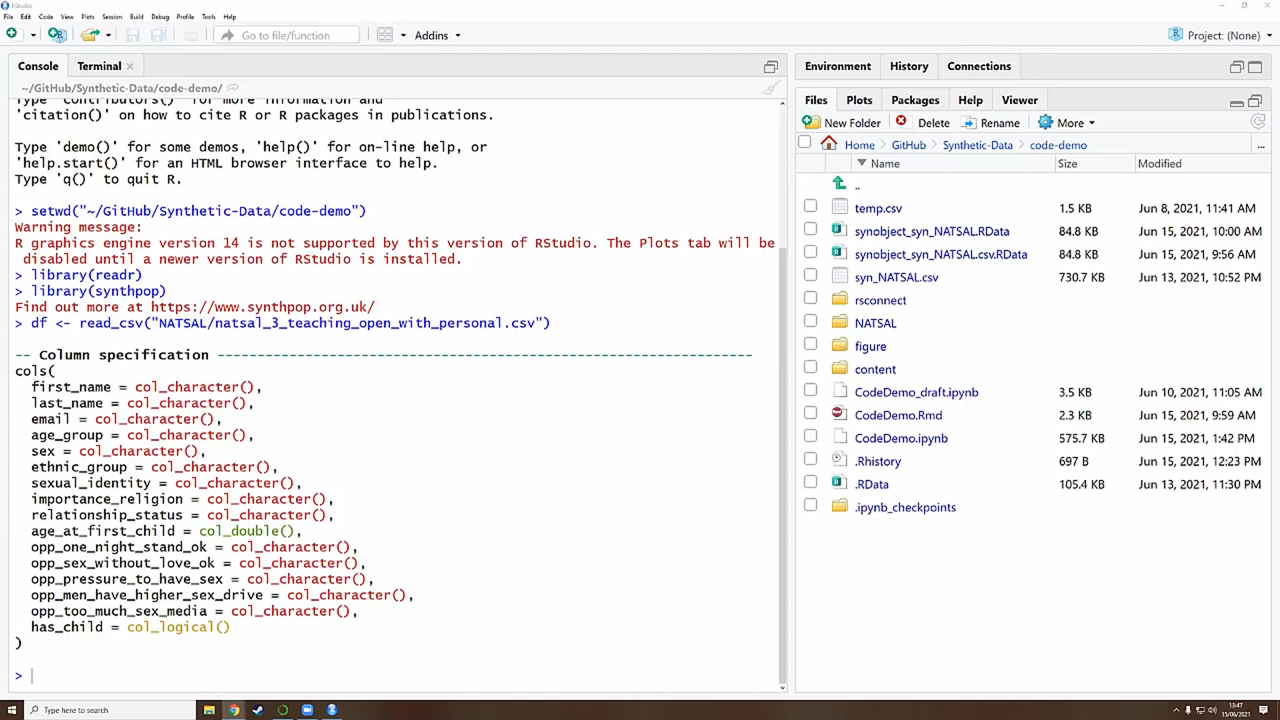 RStudio
File Edit Code View Plots Session Build Debug Profile Tools Help
Go to file/function Addins Project: (None)
Console Terminal
~/GitHub/Synthetic-Data/code-demo/
Type 'contributors()' for more information and
'citation()' on how to cite R or R packages in publications.
Type 'demo()' for some demos, 'help()' for on-line help, or
'help.start()' for an HTML browser interface to help.
Type 'q()' to quit R.
> setwd("~/GitHub/Synthetic-Data/code-demo")
Warning message:
R graphics engine version 14 is not supported by this version of RStudio. The Plots tab will be
disabled until a newer version of RStudio is installed.
> library(readr)
> library(synthpop)
Find out more at https://www.synthpop.org.uk/
> df <- read_csv("NATSAL/natsal_3_teaching_open_with_personal.csv")
-- Column specification -------------------------------------------------------------------
cols(
first_name = col_character(),
last_name = col_character(),
email = col_character(),
age_group = col_character(),
sex = col_character(),
ethnic_group = col_character(),
sexual_identity = col_character(),
importance_religion = col_character(),
relationship_status = col_character(),
age_at_first_child = col_double(),
opp_one_night_stand_ok = col_character(),
opp_sex_without_love_ok = col_character(),
opp_pressure_to_have_sex = col_character(),
opp_men_have_higher_sex_drive = col_character(),
opp_too_much_sex_media = col_character(),
has_child = col_logical()
)
>
Environment History Connections
Files Plots Packages Help Viewer
New Folder Delete Rename More
Home GitHub Synthetic-Data code-demo ...
Name Size Modified
..
temp.csv 1.5 KB Jun 8, 2021, 11:41 AM
synobject_syn_NATSAL.RData 84.8 KB Jun 15, 2021, 10:00 AM
synobject_syn_NATSAL.csv.RData 84.8 KB Jun 15, 2021, 9:56 AM
syn_NATSAL.csv 730.7 KB Jun 13, 2021, 10:52 PM
rsconnect
NATSAL
figure
content
CodeDemo_draft.ipynb 3.5 KB Jun 10, 2021, 11:05 AM
CodeDemo.Rmd 2.3 KB Jun 15, 2021, 9:59 AM
CodeDemo.ipynb 575.7 KB Jun 15, 2021, 1:42 PM
.Rhistory 697 B Jun 15, 2021, 12:23 PM
.RData 105.4 KB Jun 13, 2021, 11:30 PM
.ipynb_checkpoints
Type here to search
13:47
15/06/2021